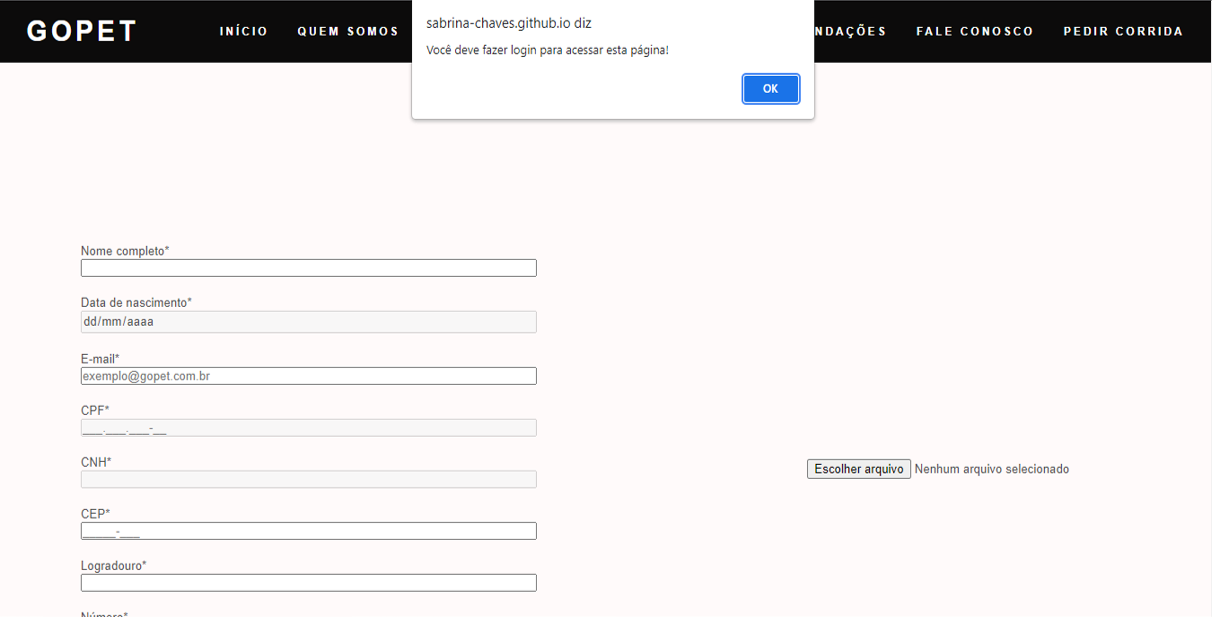 GOPET
INÍCIO
QUEM SOMOS
NDAÇÕES
FALE CONOSCO
PEDIR CORRIDA
sabrina-chaves.github.io diz
Você deve fazer login para acessar esta página!
OK
Nome completo*
Data de nascimento*
dd/mm/aaaa
E-mail*
exemplo@gopet.com.br
CPF*
___.___.___-__
CNH*
Escolher arquivo Nenhum arquivo selecionado
CEP*
_____-___
Logradouro*
Número*